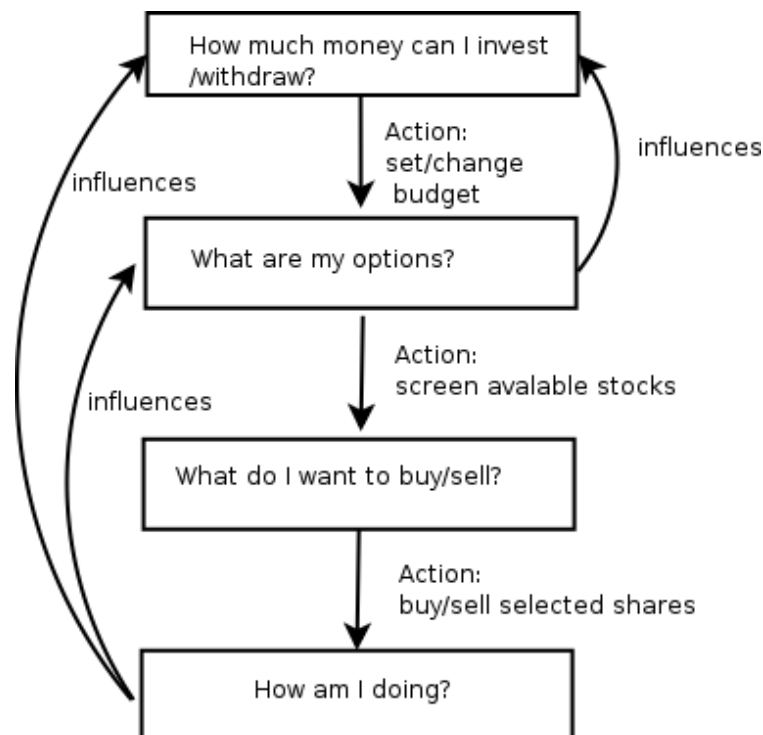 How much money can I invest
/withdraw?
Action:
set/change
budget
influences
influences
What are my options?
Action:
screen avalable stocks
influences
What do I want to buy/sell?
Action:
buy/sell selected shares
How am I doing?